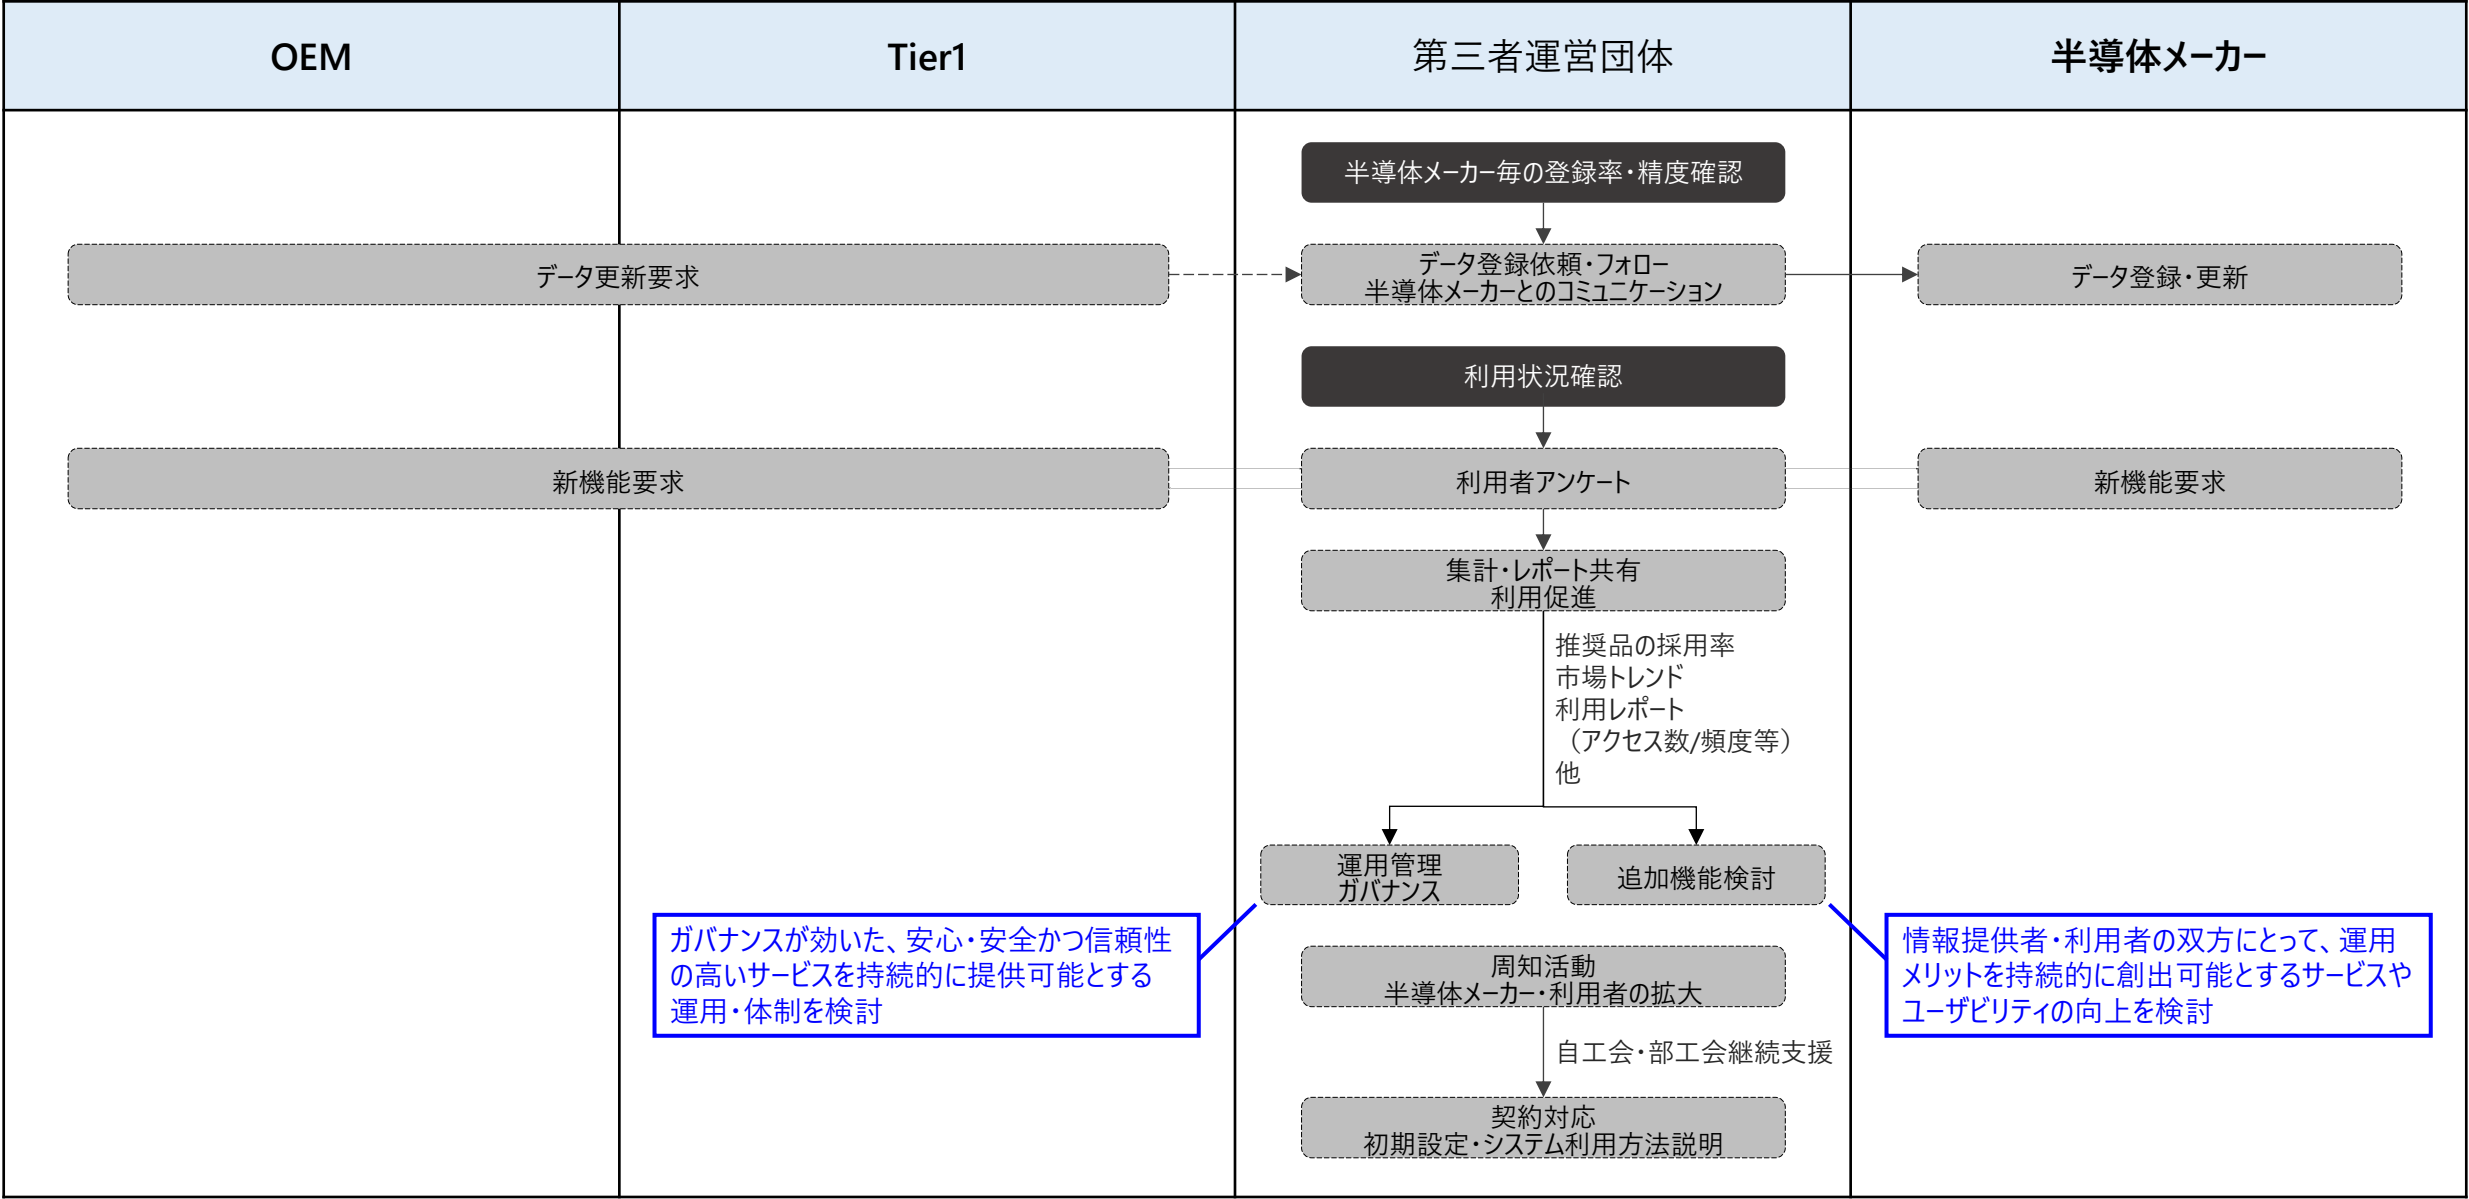 OEM
Tier1
第三者運営団体
半導体メーカー
半導体メーカー毎の登録率・精度確認
データ更新要求
データ登録依頼・フォロー
半導体メーカーとのコミュニケーション
データ登録・更新
利用状況確認
新機能要求
利用者アンケート
新機能要求
集計・レポート共有
利用促進
推奨品の採用率
市場トレンド
利用レポート
（アクセス数/頻度等）
他
運用管理
ガバナンス
追加機能検討
ガバナンスが効いた、安心・安全かつ信頼性
の高いサービスを持続的に提供可能とする
運用・体制を検討
情報提供者・利用者の双方にとって、運用
メリットを持続的に創出可能とするサービスや
ユーザビリティの向上を検討
周知活動
半導体メーカー・利用者の拡大
自工会・部工会継続支援
契約対応
初期設定・システム利用方法説明